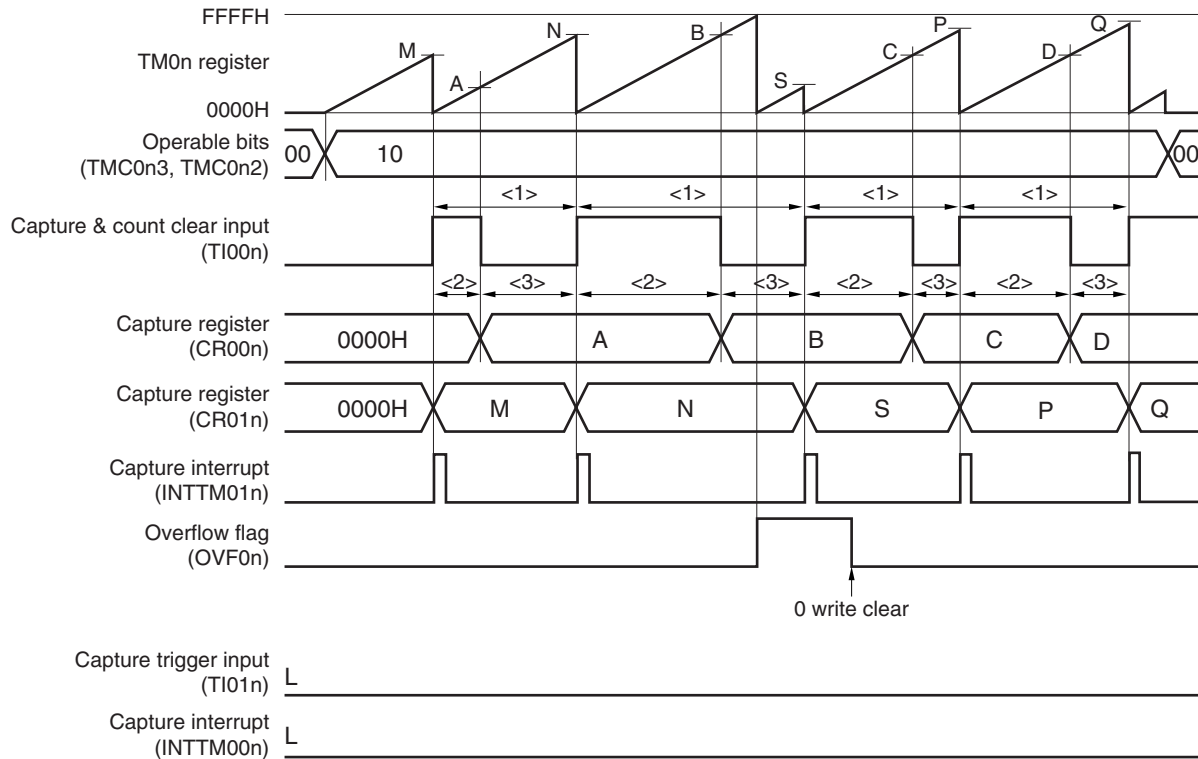 FFFFH
TM0n register
0000H
M
A
N
B
S
C
P
D
Q
Operable bits
(TMC0n3, TMC0n2)
00
10
00
<1>
<1>
<1>
<1>
Capture & count clear input
(TI00n)
<2>
<3>
<2>
<3>
<2>
<3>
<2>
<3>
Capture register
(CR00n)
0000H
A
B
C
D
Capture register
(CR01n)
0000H
M
N
S
P
Q
Capture interrupt
(INTTM01n)
Overflow flag
(OVF0n)
0 write clear
Capture trigger input
(TI01n)
L
Capture interrupt
(INTTM00n)
L